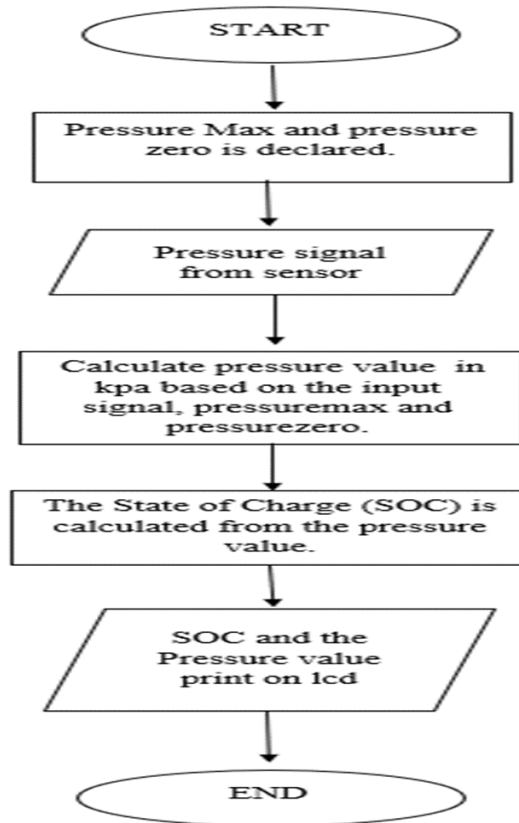 START
Pressure Max and pressure
zero is declared.
Pressure signal
from sensor
Calculate pressure value in
kpa based on the input
signal, pressuremax and
pressurezero.
The State of Charge (SOC) is
calculated from the pressure
value.
SOC and the
Pressure value
print on lcd
END